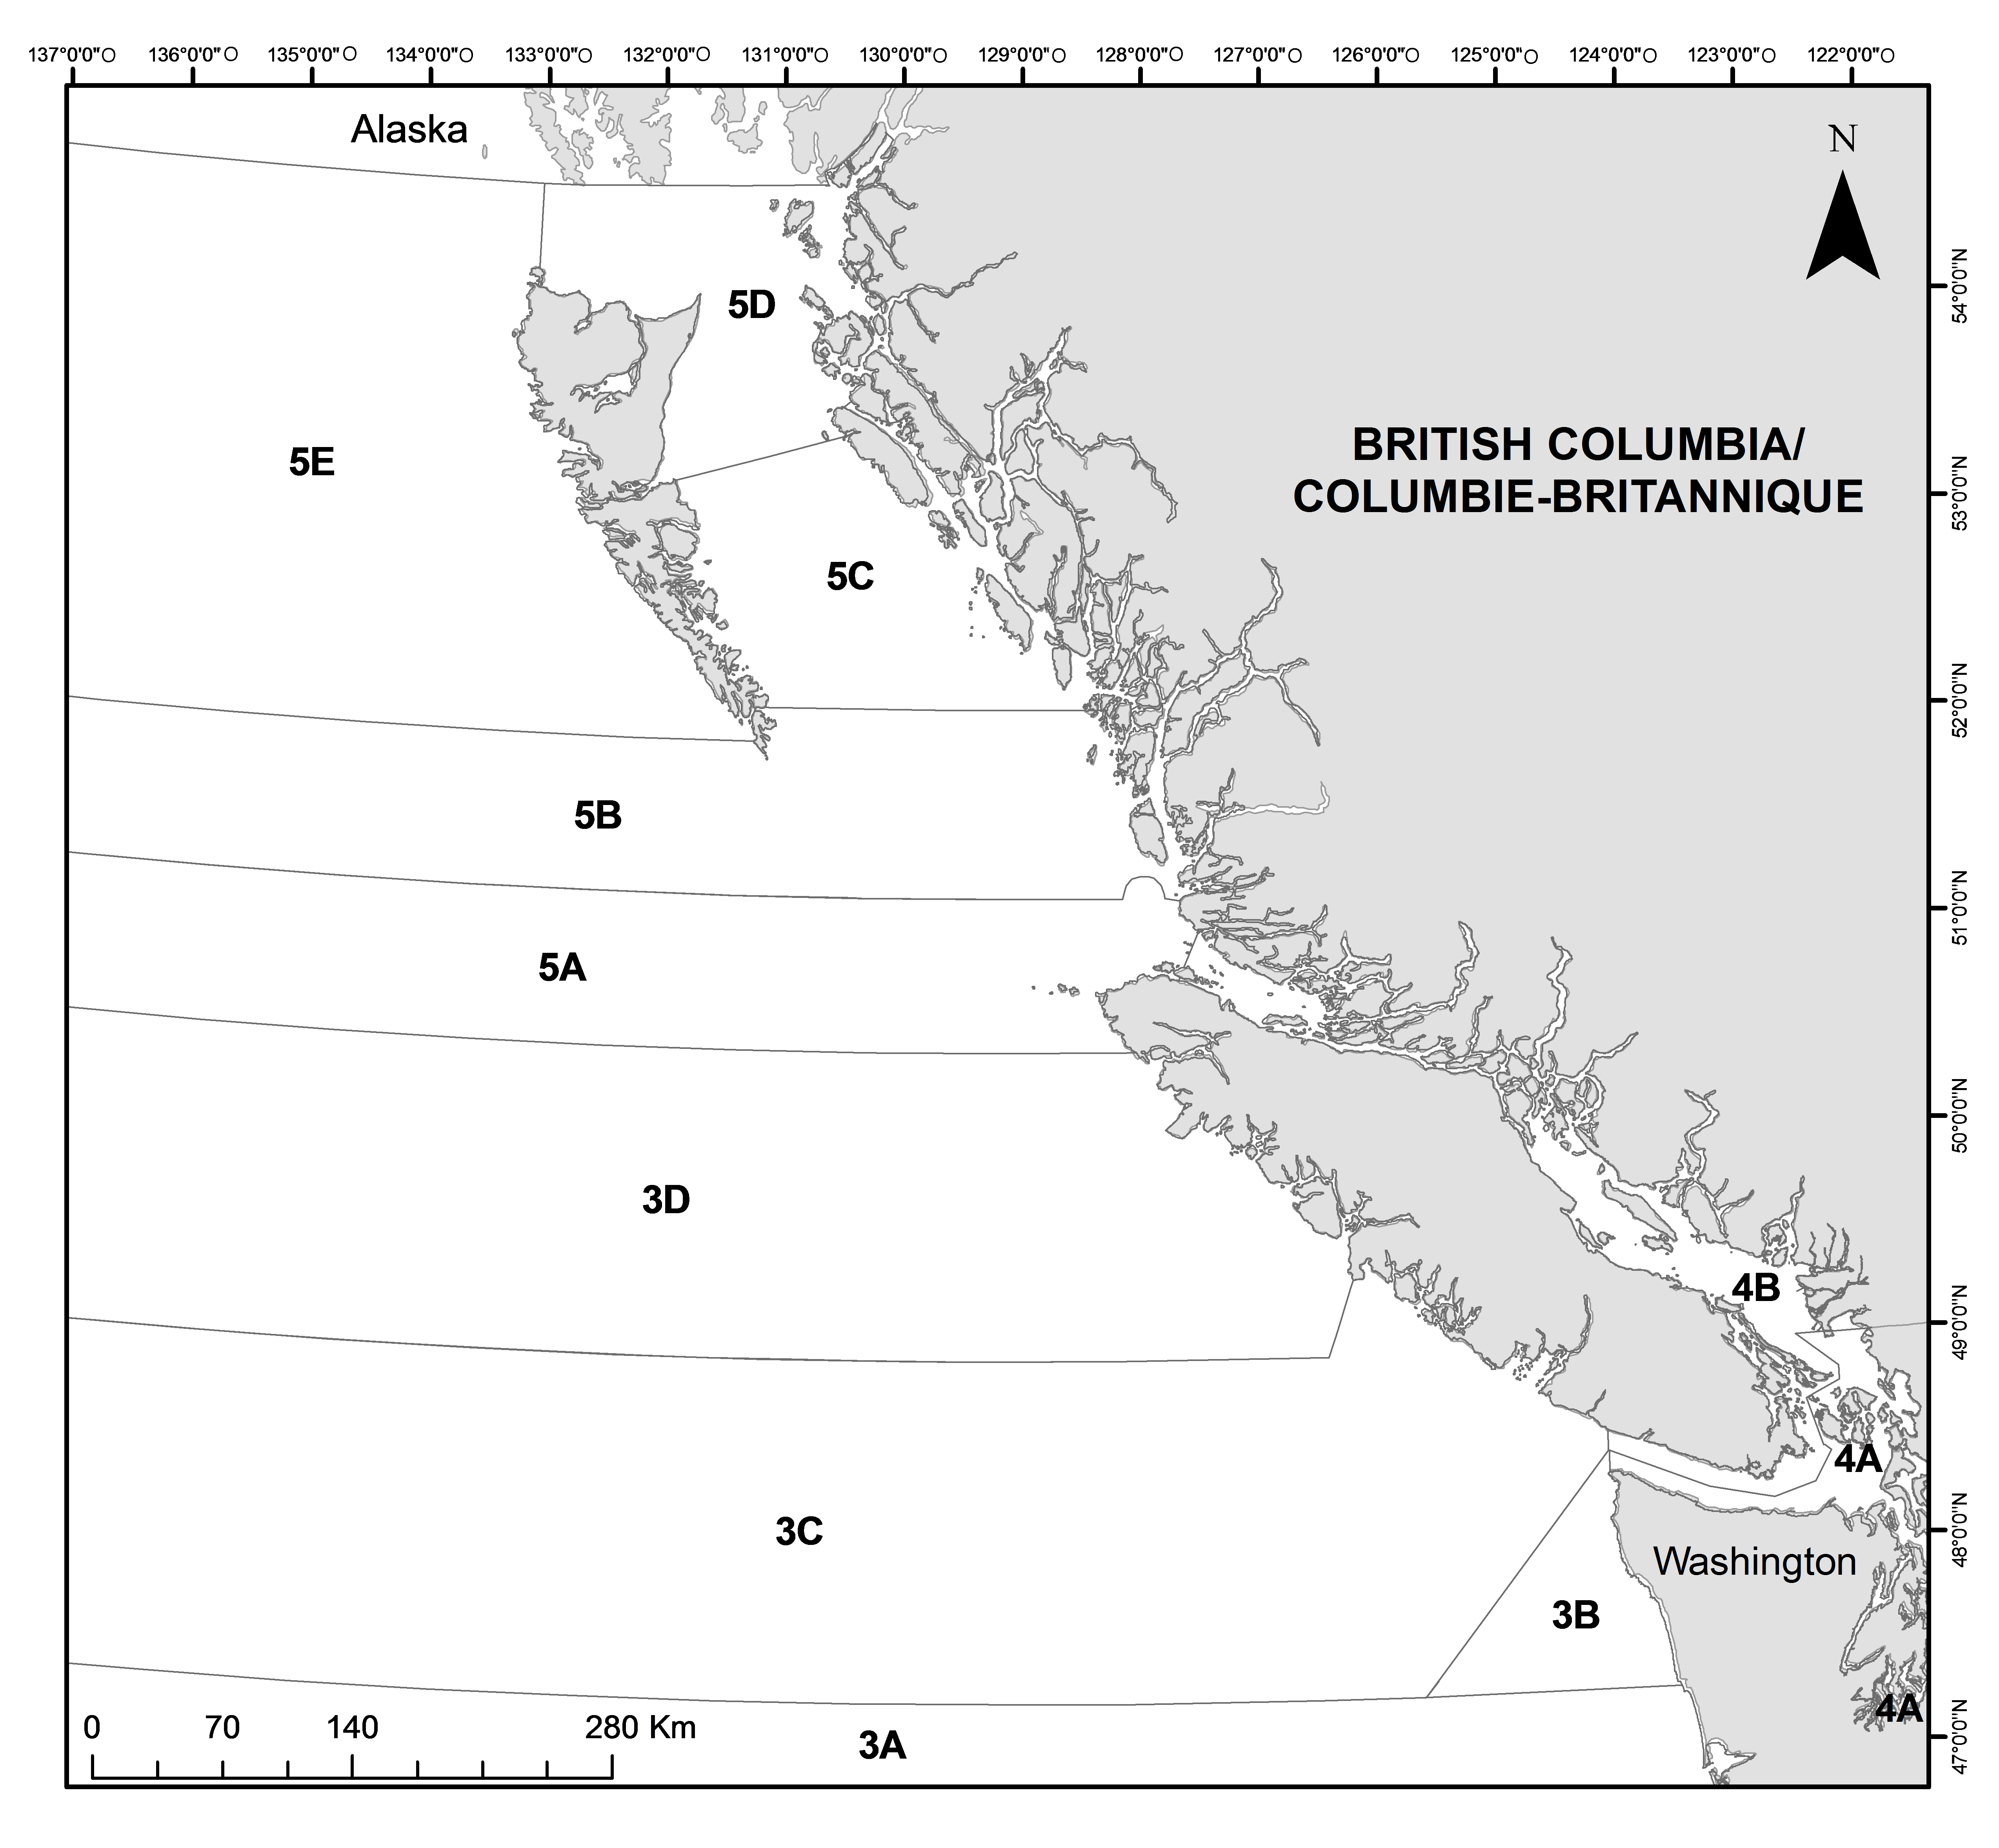 137°0'0"O 136°0'0"O 135°0'0"O 134°0'0"O 133°0'0"O 132°0'0"O 131°0'0"O 130°0'0"O 129°0'0"O 128°0'0"O 127°0'0"O 126°0'0"O 125°0'0"O 124°0'0"O 123°0'0"O 122°0'0"O
Alaska
N
54°0'0"N
5D
BRITISH COLUMBIA/
COLUMBIE-BRITANNIQUE
5E
53°0'0"N
5C
52°0'0"N
5B
51°0'0"N
5A
50°0'0"N
3D
4B
49°0'0"N
4A
3C
48°0'0"N
Washington
3B
4A
47°0'0"N
0 70 140 280 Km
3A